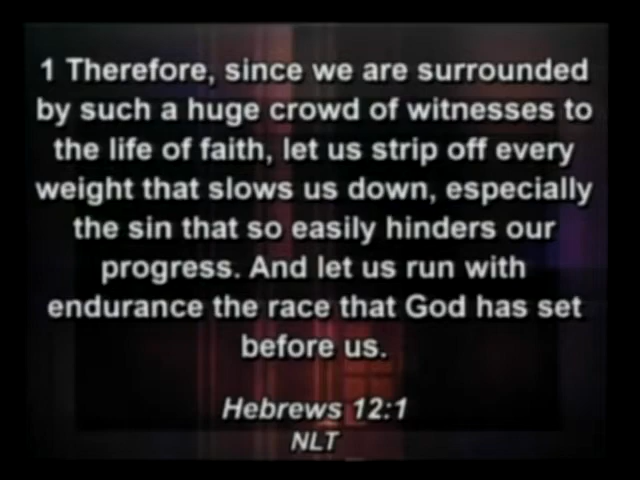 1 Therefore, since we are surrounded
by such a huge crowd of witnesses to
the life of faith, let us strip off every
weight that slows us down, especially
the sin that so easily hinders our
progress. And let us run with
endurance the race that God has set
before us.
Hebrews 12:1
NLT